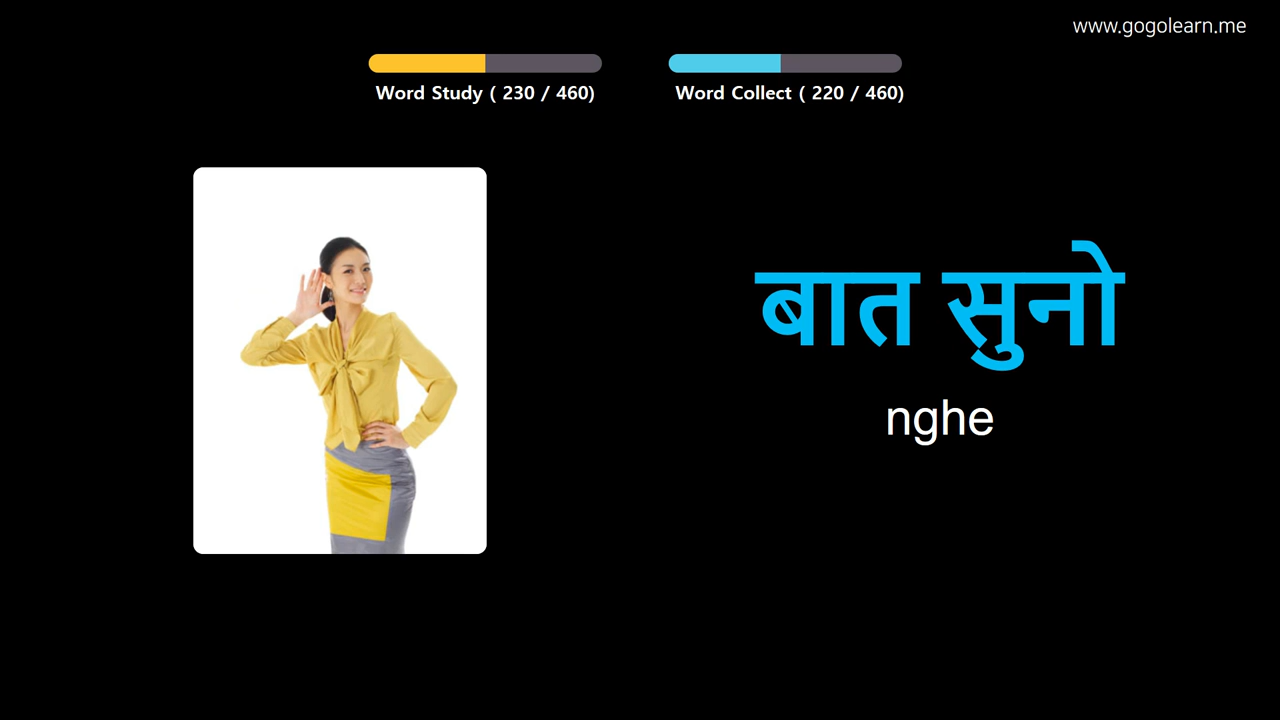 www.gogolearn.me
Word Study ( 230 / 460)
Word Collect ( 220 / 460)
बात सुनो
nghe